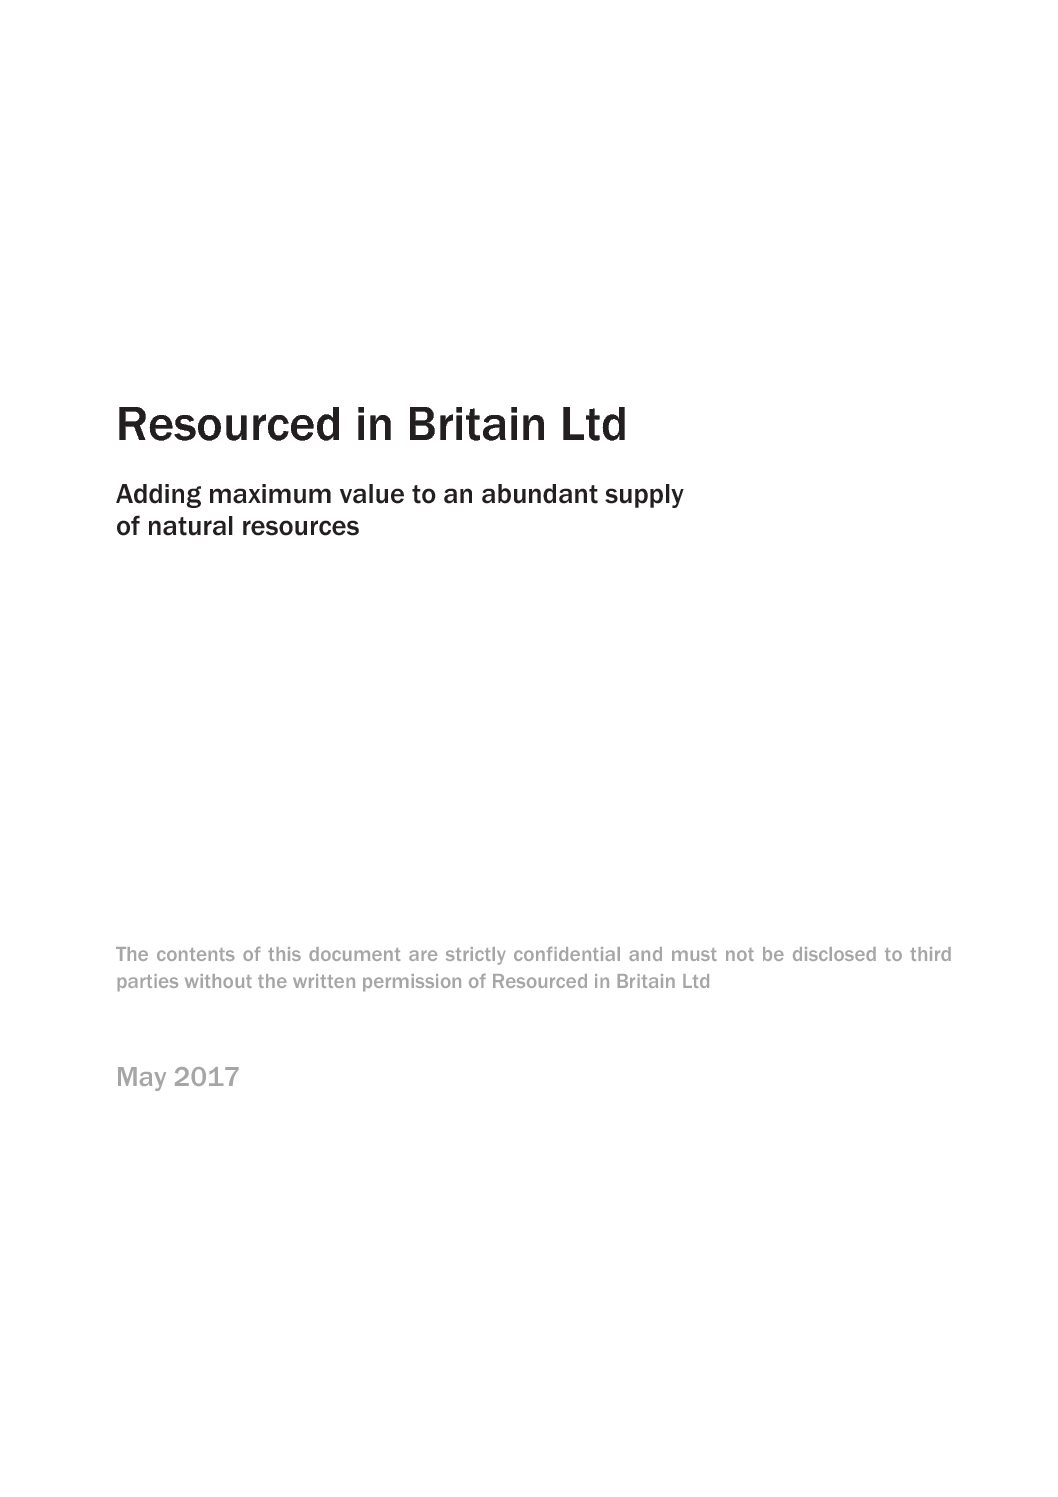 Resourced in Britain Ltd
Adding maximum value to an abundant supply
of natural resources
The contents of this document are strictly confidential and must not be disclosed to third
parties without the written permission of Resourced in Britain Ltd
May 2017